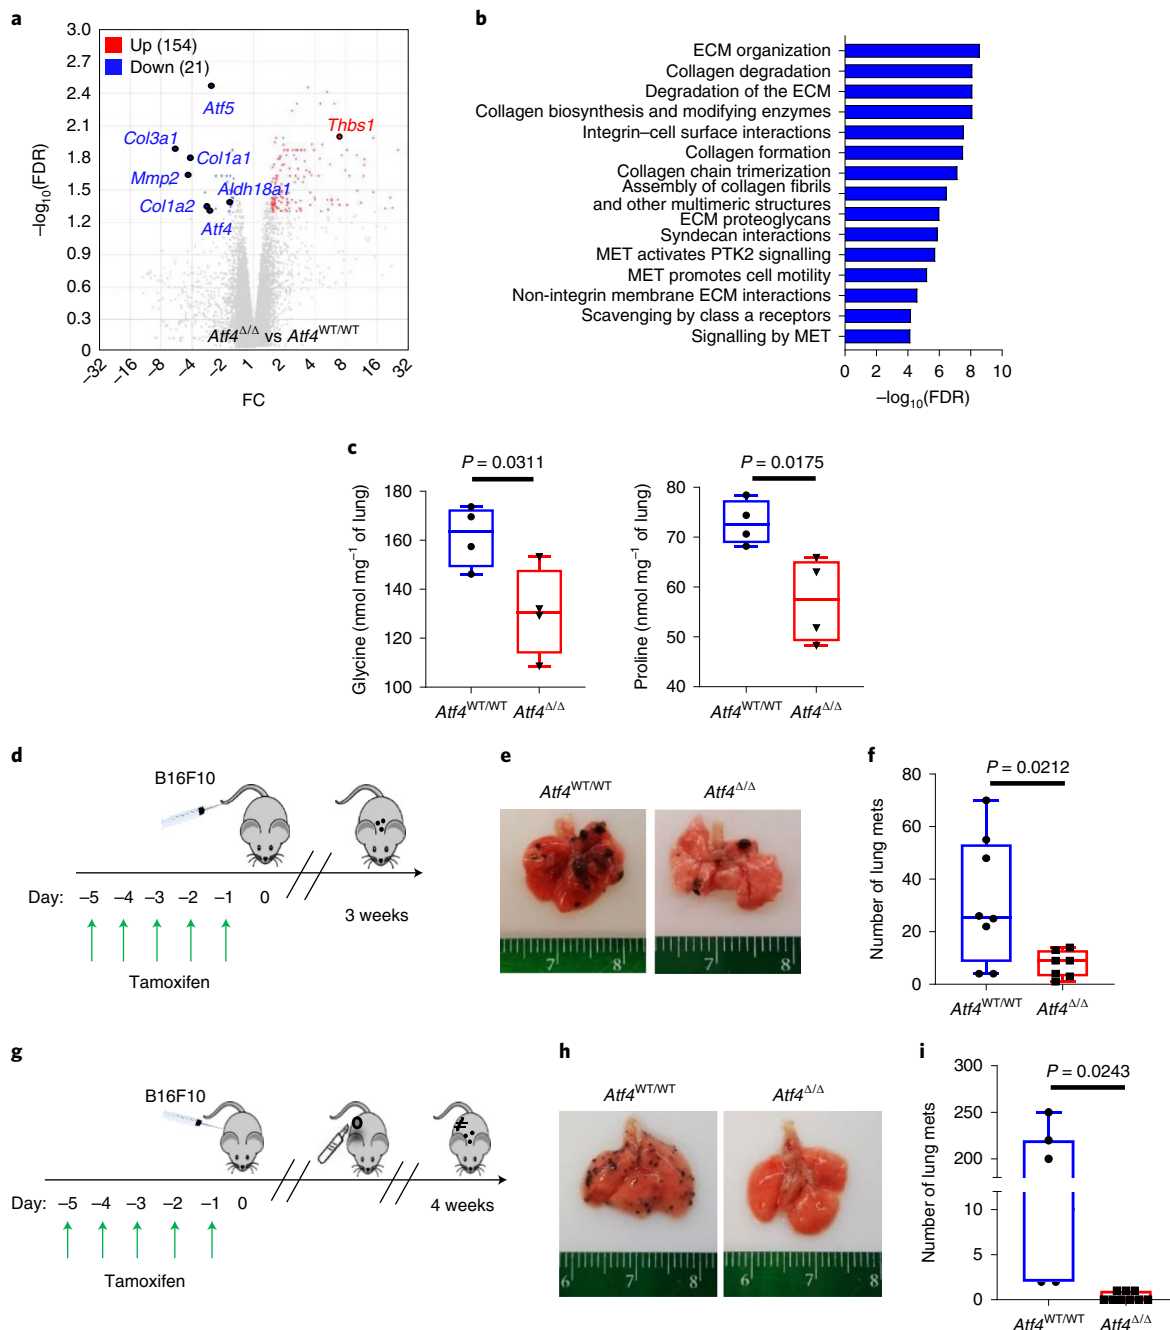 a
3.0
2.7
2.4
2.1
1.8
1.5
1.2
0.9
0.6
0.3
0
–log10(FDR)
Up (154)
Down (21)
Atf5
Thbs1
Col3a1
Col1a1
Mmp2
Aldh18a1
Col1a2
Atf4
Atf4Δ/Δ vs Atf4WT/WT
–32 –16 –8 –4 –2 1 2 4 8 16 32
FC
b
ECM organization
Collagen degradation
Degradation of the ECM
Collagen biosynthesis and modifying enzymes
Integrin–cell surface interactions
Collagen formation
Collagen chain trimerization
Assembly of collagen fibrils
and other multimeric structures
ECM proteoglycans
Syndecan interactions
MET activates PTK2 signalling
MET promotes cell motility
Non-integrin membrane ECM interactions
Scavenging by class a receptors
Signalling by MET
0 2 4 6 8 10
–log10(FDR)
c
P = 0.0311
180
160
140
120
100
Glycine (nmol mg–1 of lung)
Atf4WT/WT Atf4Δ/Δ
P = 0.0175
80
70
60
50
40
Proline (nmol mg–1 of lung)
Atf4WT/WT Atf4Δ/Δ
d
B16F10
Day: –5 –4 –3 –2 –1 0
3 weeks
Tamoxifen
e
Atf4WT/WT Atf4Δ/Δ
7 8
7 8
f
P = 0.0212
80
60
40
20
0
Number of lung mets
Atf4WT/WT Atf4Δ/Δ
g
B16F10
Day: –5 –4 –3 –2 –1 0
4 weeks
Tamoxifen
h
Atf4WT/WT Atf4Δ/Δ
6 7 8
6 7 8
i
P = 0.0243
300
250
200
10
5
0
Number of lung mets
Atf4WT/WT Atf4Δ/Δ